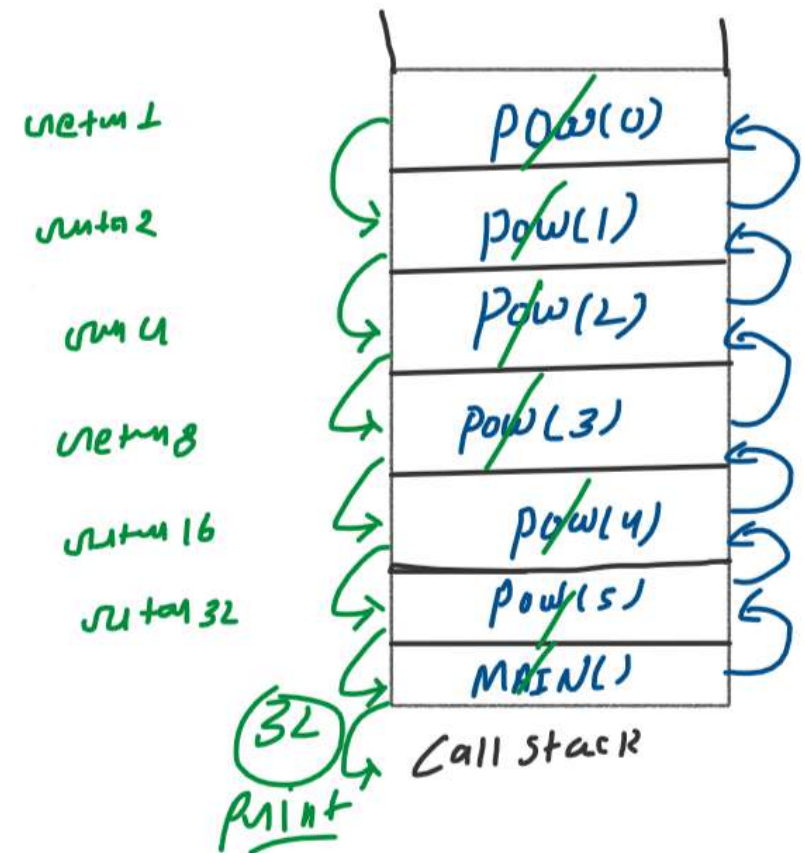 return 1
POW(0)
return 2
pow(1)
return 4
pow(2)
return 8
pow(3)
return 16
pow(4)
return 32
pow(5)
MAIN()
32
Print
Call Stack